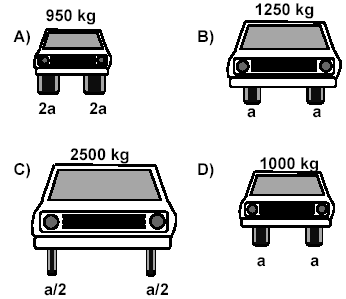 950 kg
A)
2a 2a
1250 kg
B)
a a
2500 kg
C)
a/2 a/2
1000 kg
D)
a a